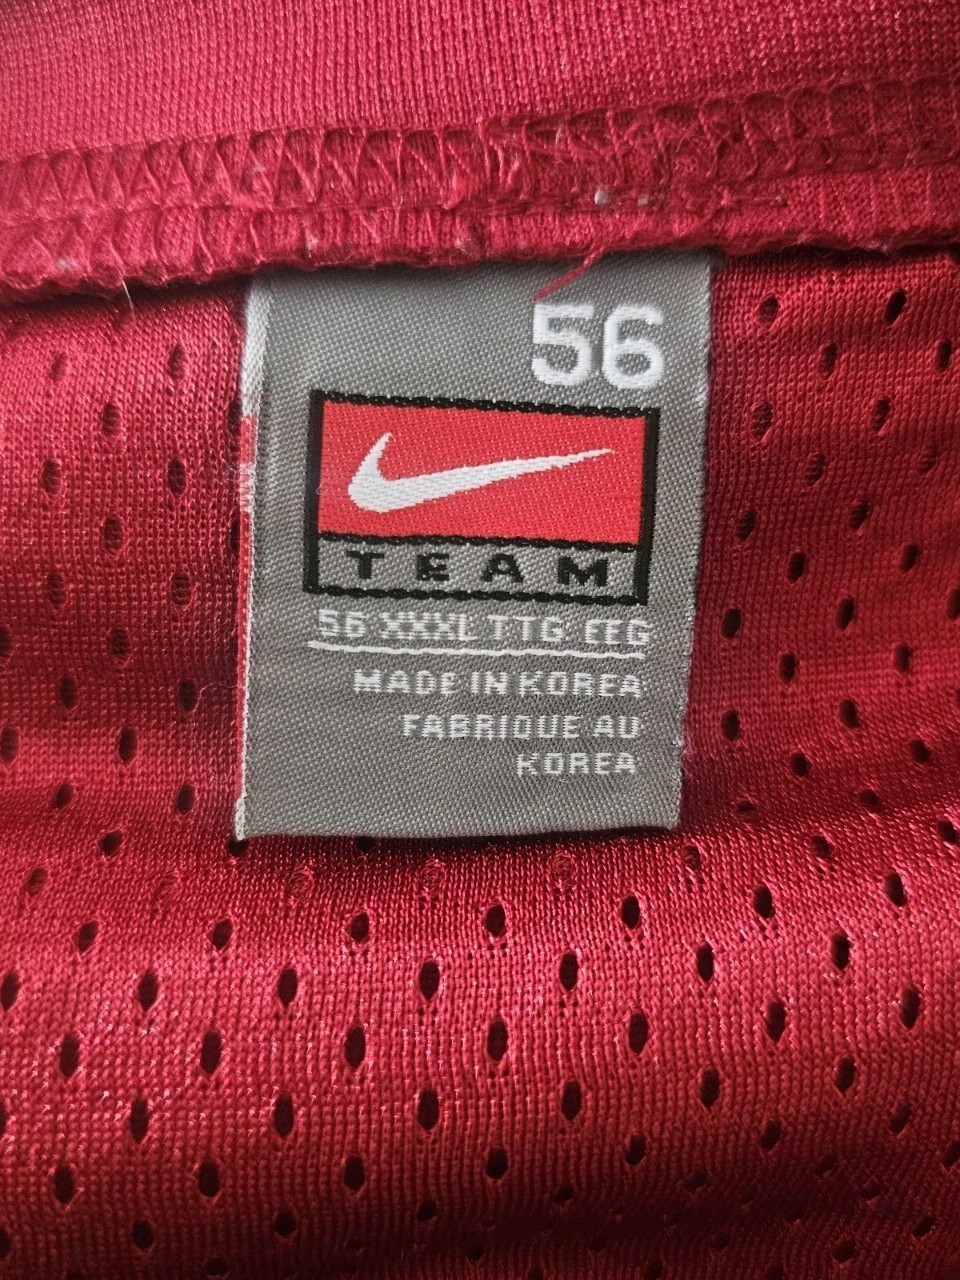 56
TEAM
56 XXXL TTG EEG
MADE IN KOREA
FABRIQUE AU
KOREA